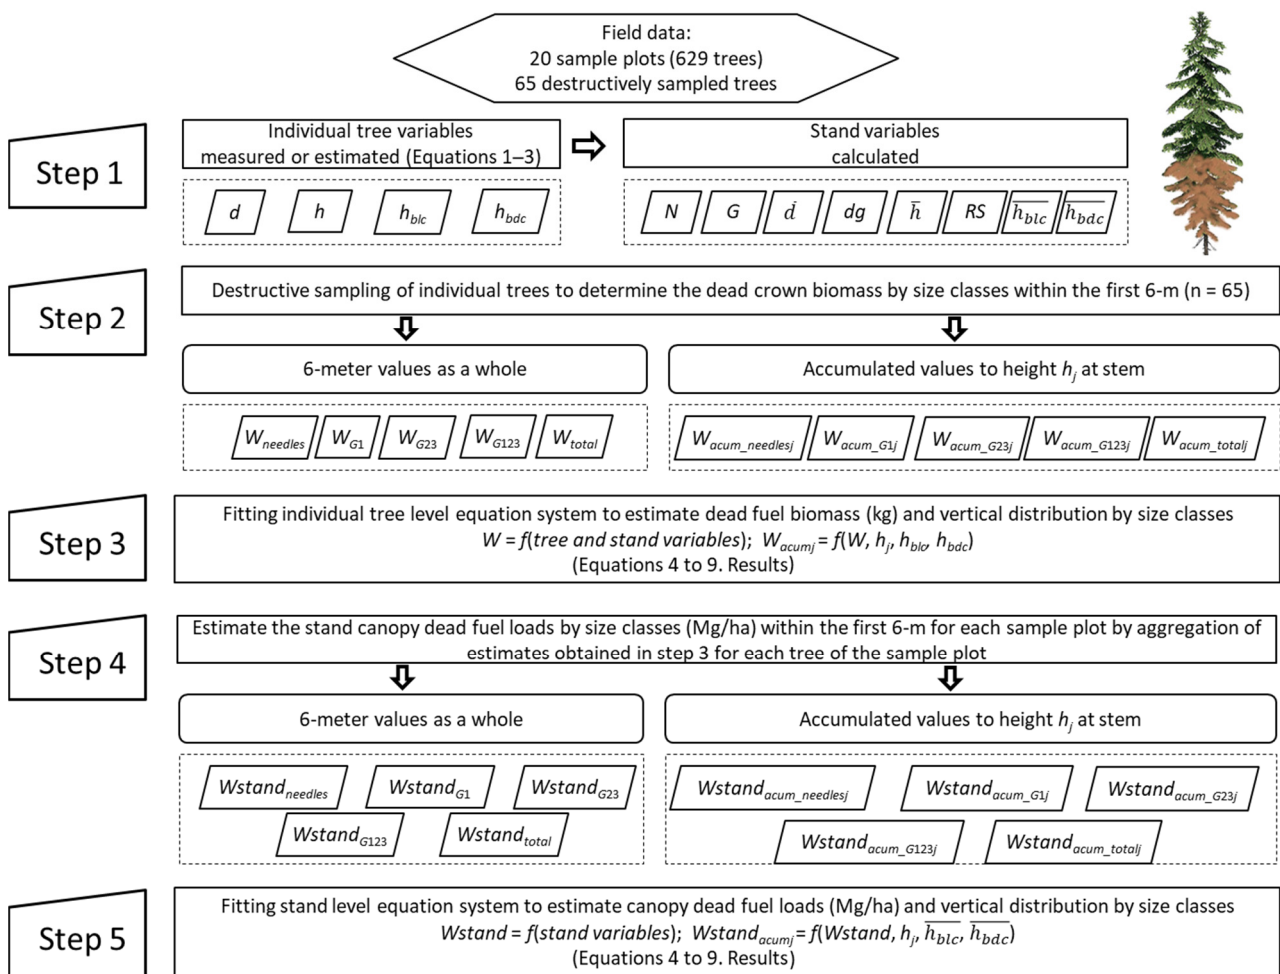 Field data:
20 sample plots (629 trees)
65 destructively sampled trees
Step 1
Individual tree variables
measured or estimated (Equations 1–3)
Stand variables
calculated
d h h_blc h_bdc
N G d̄ dg h̄ RS h̄_blc h̄_bdc
Step 2
Destructive sampling of individual trees to determine the dead crown biomass by size classes within the first 6-m (n = 65)
6-meter values as a whole
Accumulated values to height h_j at stem
W_needles W_G1 W_G23 W_G123 W_total
W_acum_needlesj W_acum_G1j W_acum_G23j W_acum_G123j W_acum_totalj
Step 3
Fitting individual tree level equation system to estimate dead fuel biomass (kg) and vertical distribution by size classes
W = f(tree and stand variables); W_acumj = f(W, h_j, h_blc, h_bdc)
(Equations 4 to 9. Results)
Step 4
Estimate the stand canopy dead fuel loads by size classes (Mg/ha) within the first 6-m for each sample plot by aggregation of
estimates obtained in step 3 for each tree of the sample plot
6-meter values as a whole
Accumulated values to height h_j at stem
Wstand_needles Wstand_G1 Wstand_G23
Wstand_G123 Wstand_total
Wstand_acum_needlesj Wstand_acum_G1j Wstand_acum_G23j
Wstand_acum_G123j Wstand_acum_totalj
Step 5
Fitting stand level equation system to estimate canopy dead fuel loads (Mg/ha) and vertical distribution by size classes
Wstand = f(stand variables); Wstand_acumj = f(Wstand, h_j, h̄_blc, h̄_bdc)
(Equations 4 to 9. Results)